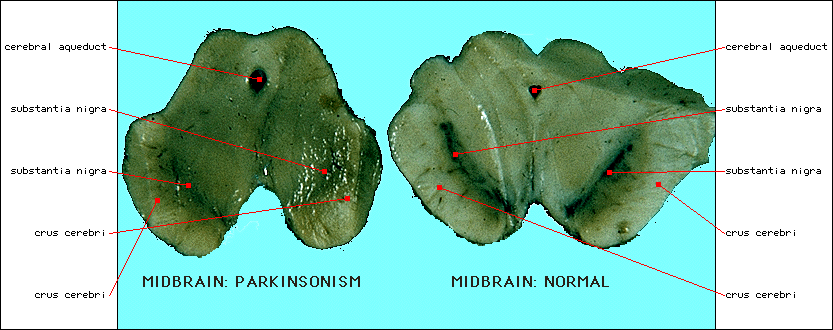 cerebral aqueduct
substantia nigra
substantia nigra
crus cerebri
crus cerebri
MIDBRAIN: PARKINSONISM
MIDBRAIN: NORMAL
cerebral aqueduct
substantia nigra
substantia nigra
crus cerebri
crus cerebri